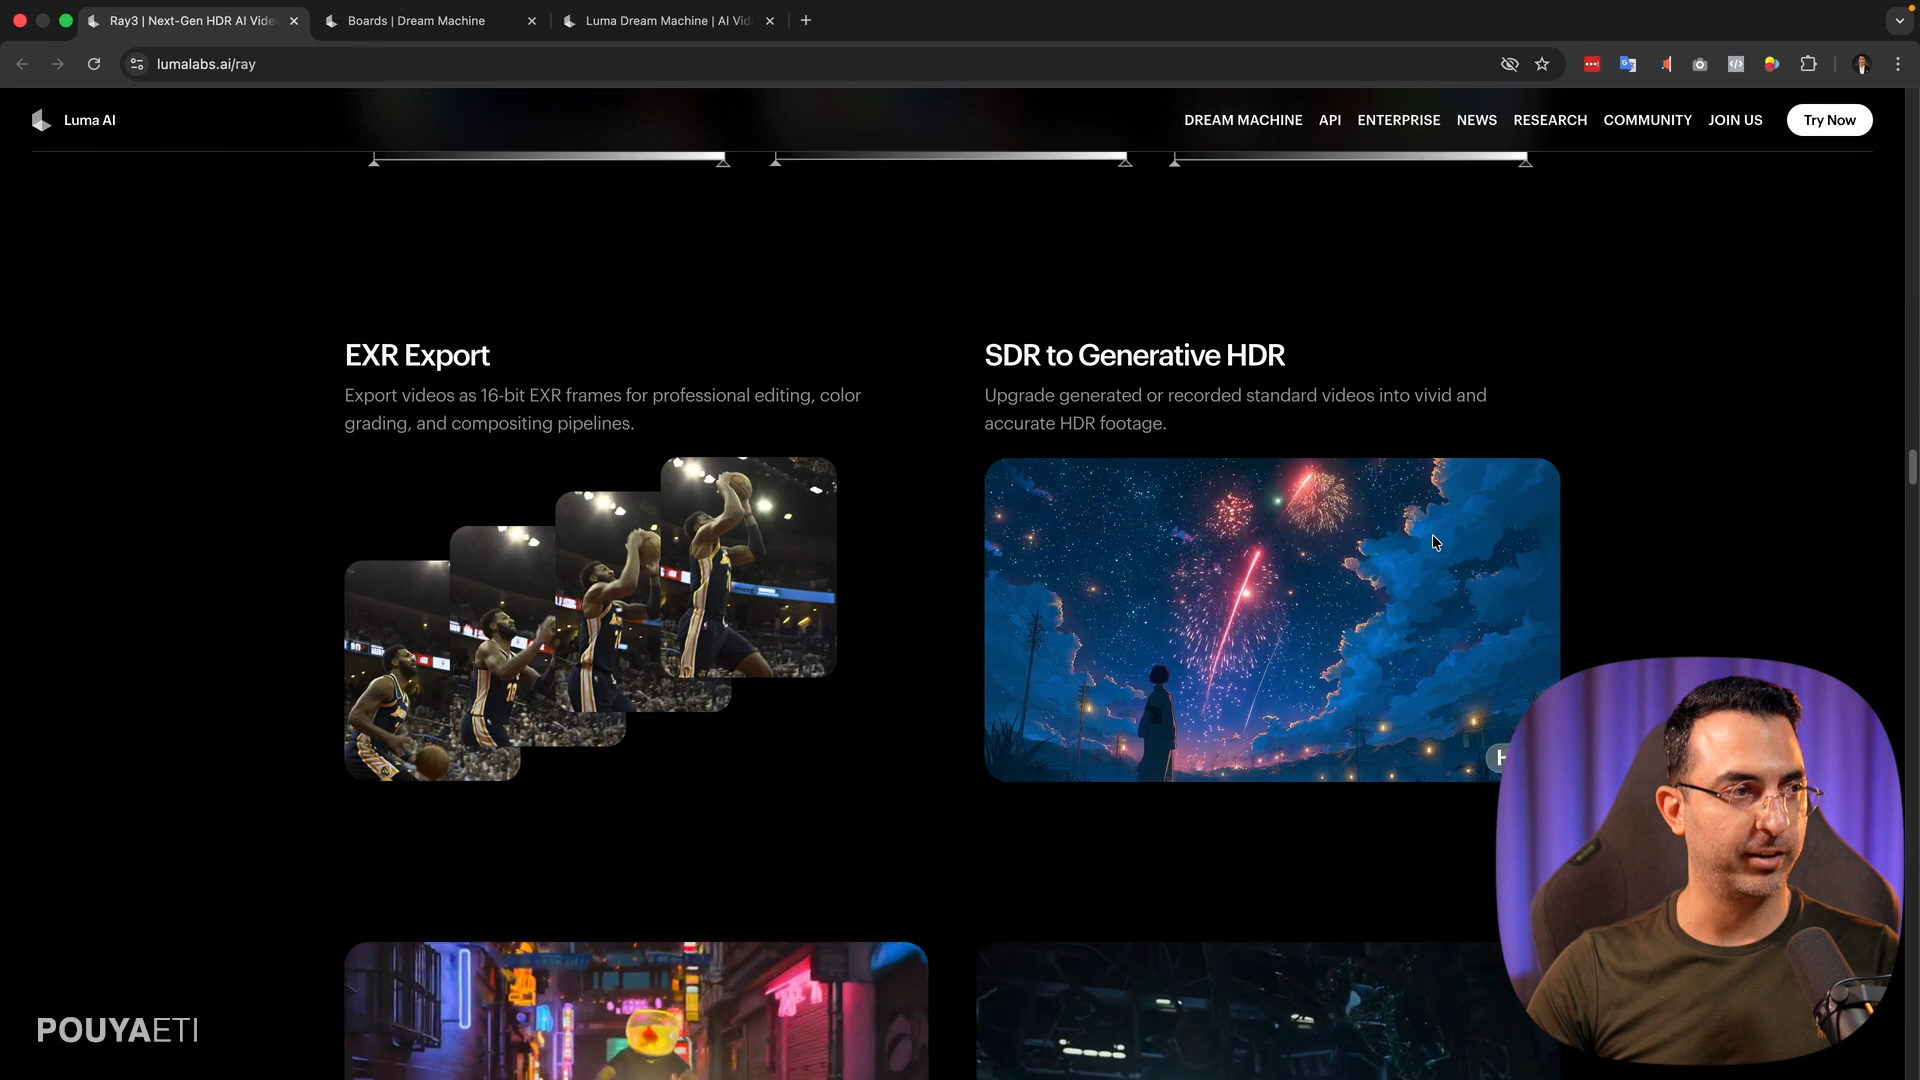 Ray3 | Next-Gen HDR AI Vide
Boards | Dream Machine
Luma Dream Machine | AI Vid
lumalabs.ai/ray
Luma AI
DREAM MACHINE API ENTERPRISE NEWS RESEARCH COMMUNITY JOIN US Try Now
EXR Export
Export videos as 16-bit EXR frames for professional editing, color
grading, and compositing pipelines.
SDR to Generative HDR
Upgrade generated or recorded standard videos into vivid and
accurate HDR footage.
H
POUYAETI